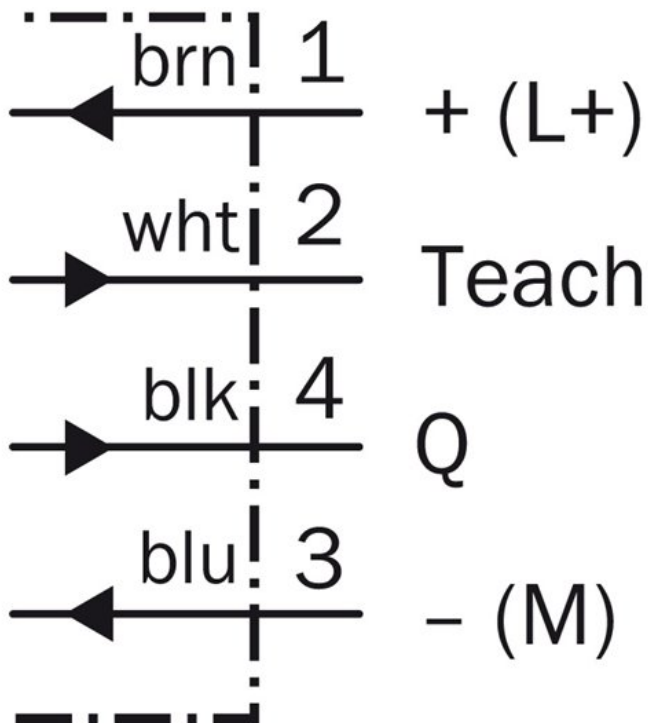 brn 1 + (L+)
wht 2 Teach
blk 4 Q
blu 3 – (M)